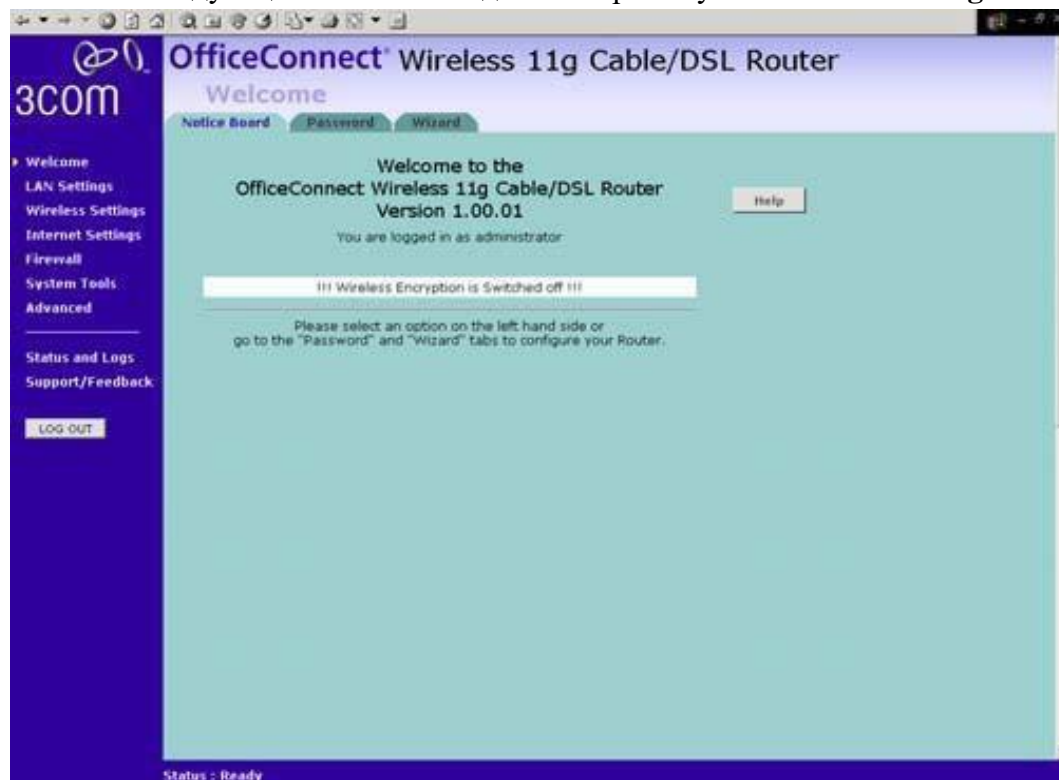 3COM
OfficeConnect Wireless 11g Cable/DSL Router
Welcome
Notice Board Password Wizard
Welcome
LAN Settings
Wireless Settings
Internet Settings
Firewall
System Tools
Advanced
Status and Logs
Support/Feedback
LOG OUT
Welcome to the
OfficeConnect Wireless 11g Cable/DSL Router
Version 1.00.01
Help
You are logged in as administrator
!!! Wireless Encryption is Switched off !!!
Please select an option on the left hand side or
go to the "Password" and "Wizard" tabs to configure your Router.
Status : Ready